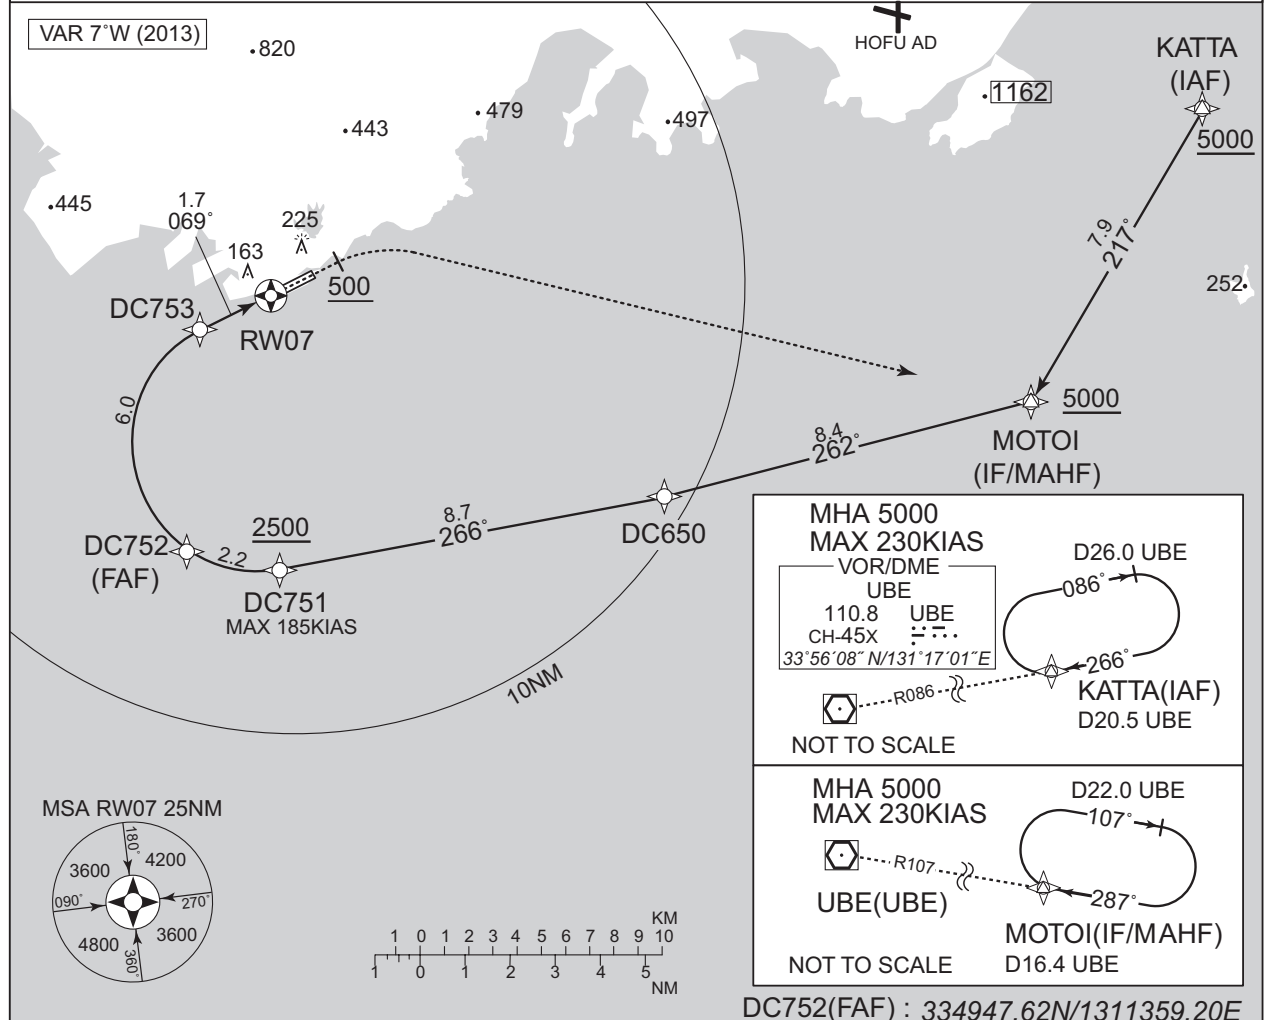 VAR 7˚W (2013)
820
HOFU AD
KATTA
(IAF)
5000
1162
479
497
443
445
1.7
069˚
225
163
500
7.9
217˚
252
DC753
RW07
5000
MOTOI
(IF/MAHF)
6.0
8.4
262˚
DC650
8.7
266˚
2500
DC752
(FAF)
2.2
DC751
MAX 185KIAS
10NM
MHA 5000
MAX 230KIAS
VOR/DME
UBE
110.8 UBE
CH-45X
33˚56´08˝ N/131˚17´01˝E
D26.0 UBE
086˚
266˚
R086
KATTA(IAF)
D20.5 UBE
NOT TO SCALE
MHA 5000
MAX 230KIAS
D22.0 UBE
107˚
R107
287˚
UBE(UBE)
MOTOI(IF/MAHF)
D16.4 UBE
NOT TO SCALE
MSA RW07 25NM
180˚
3600
4200
090˚
270˚
4800
3600
360˚
KM
1 0 1 2 3 4 5 6 7 8 9 10
1 0 1 2 3 4 5
NM
DC752(FAF) : 334947.62N/1311359.20E